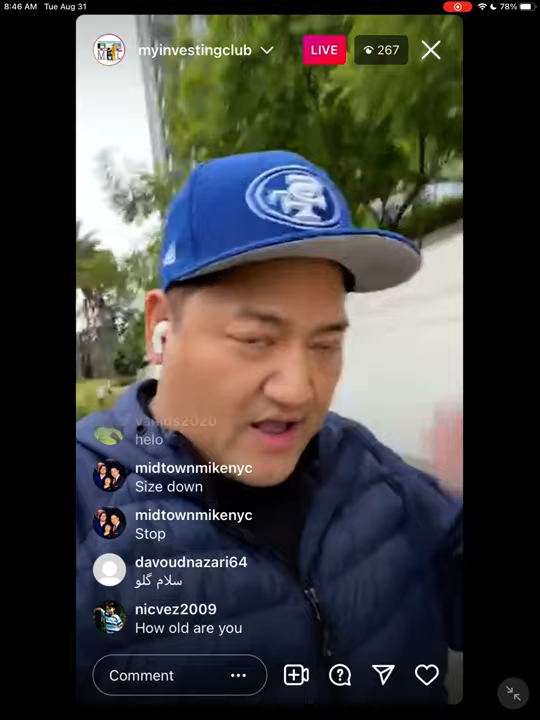 8:46 AM Tue Aug 31
78%
myinvestingclub
LIVE
267
vanius2020
helo
midtownmikenyc
Size down
midtownmikenyc
Stop
davoudnazari64
سلام گلو
nicvez2009
How old are you
Comment